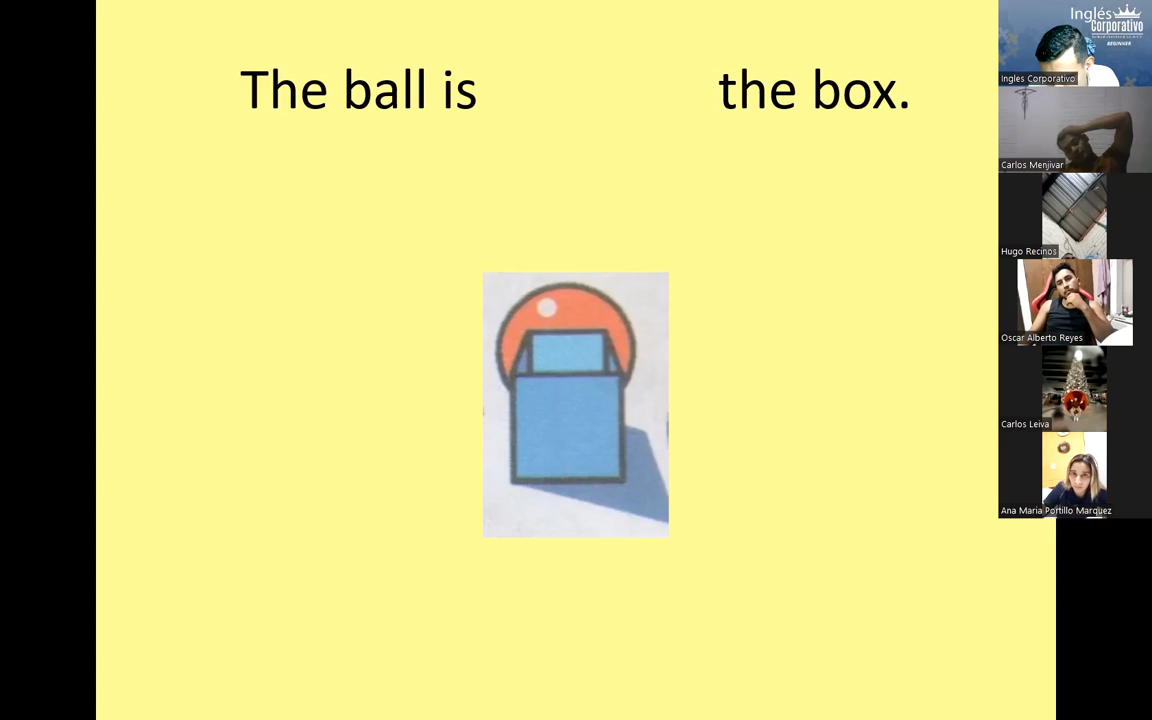 The ball is the box.
Inglés
Corporativo
BEGINNER
Ingles Corporativo
Carlos Menjivar
Hugo Recinos
Oscar Alberto Reyes
Carlos Leiva
Ana Maria Portillo Marquez